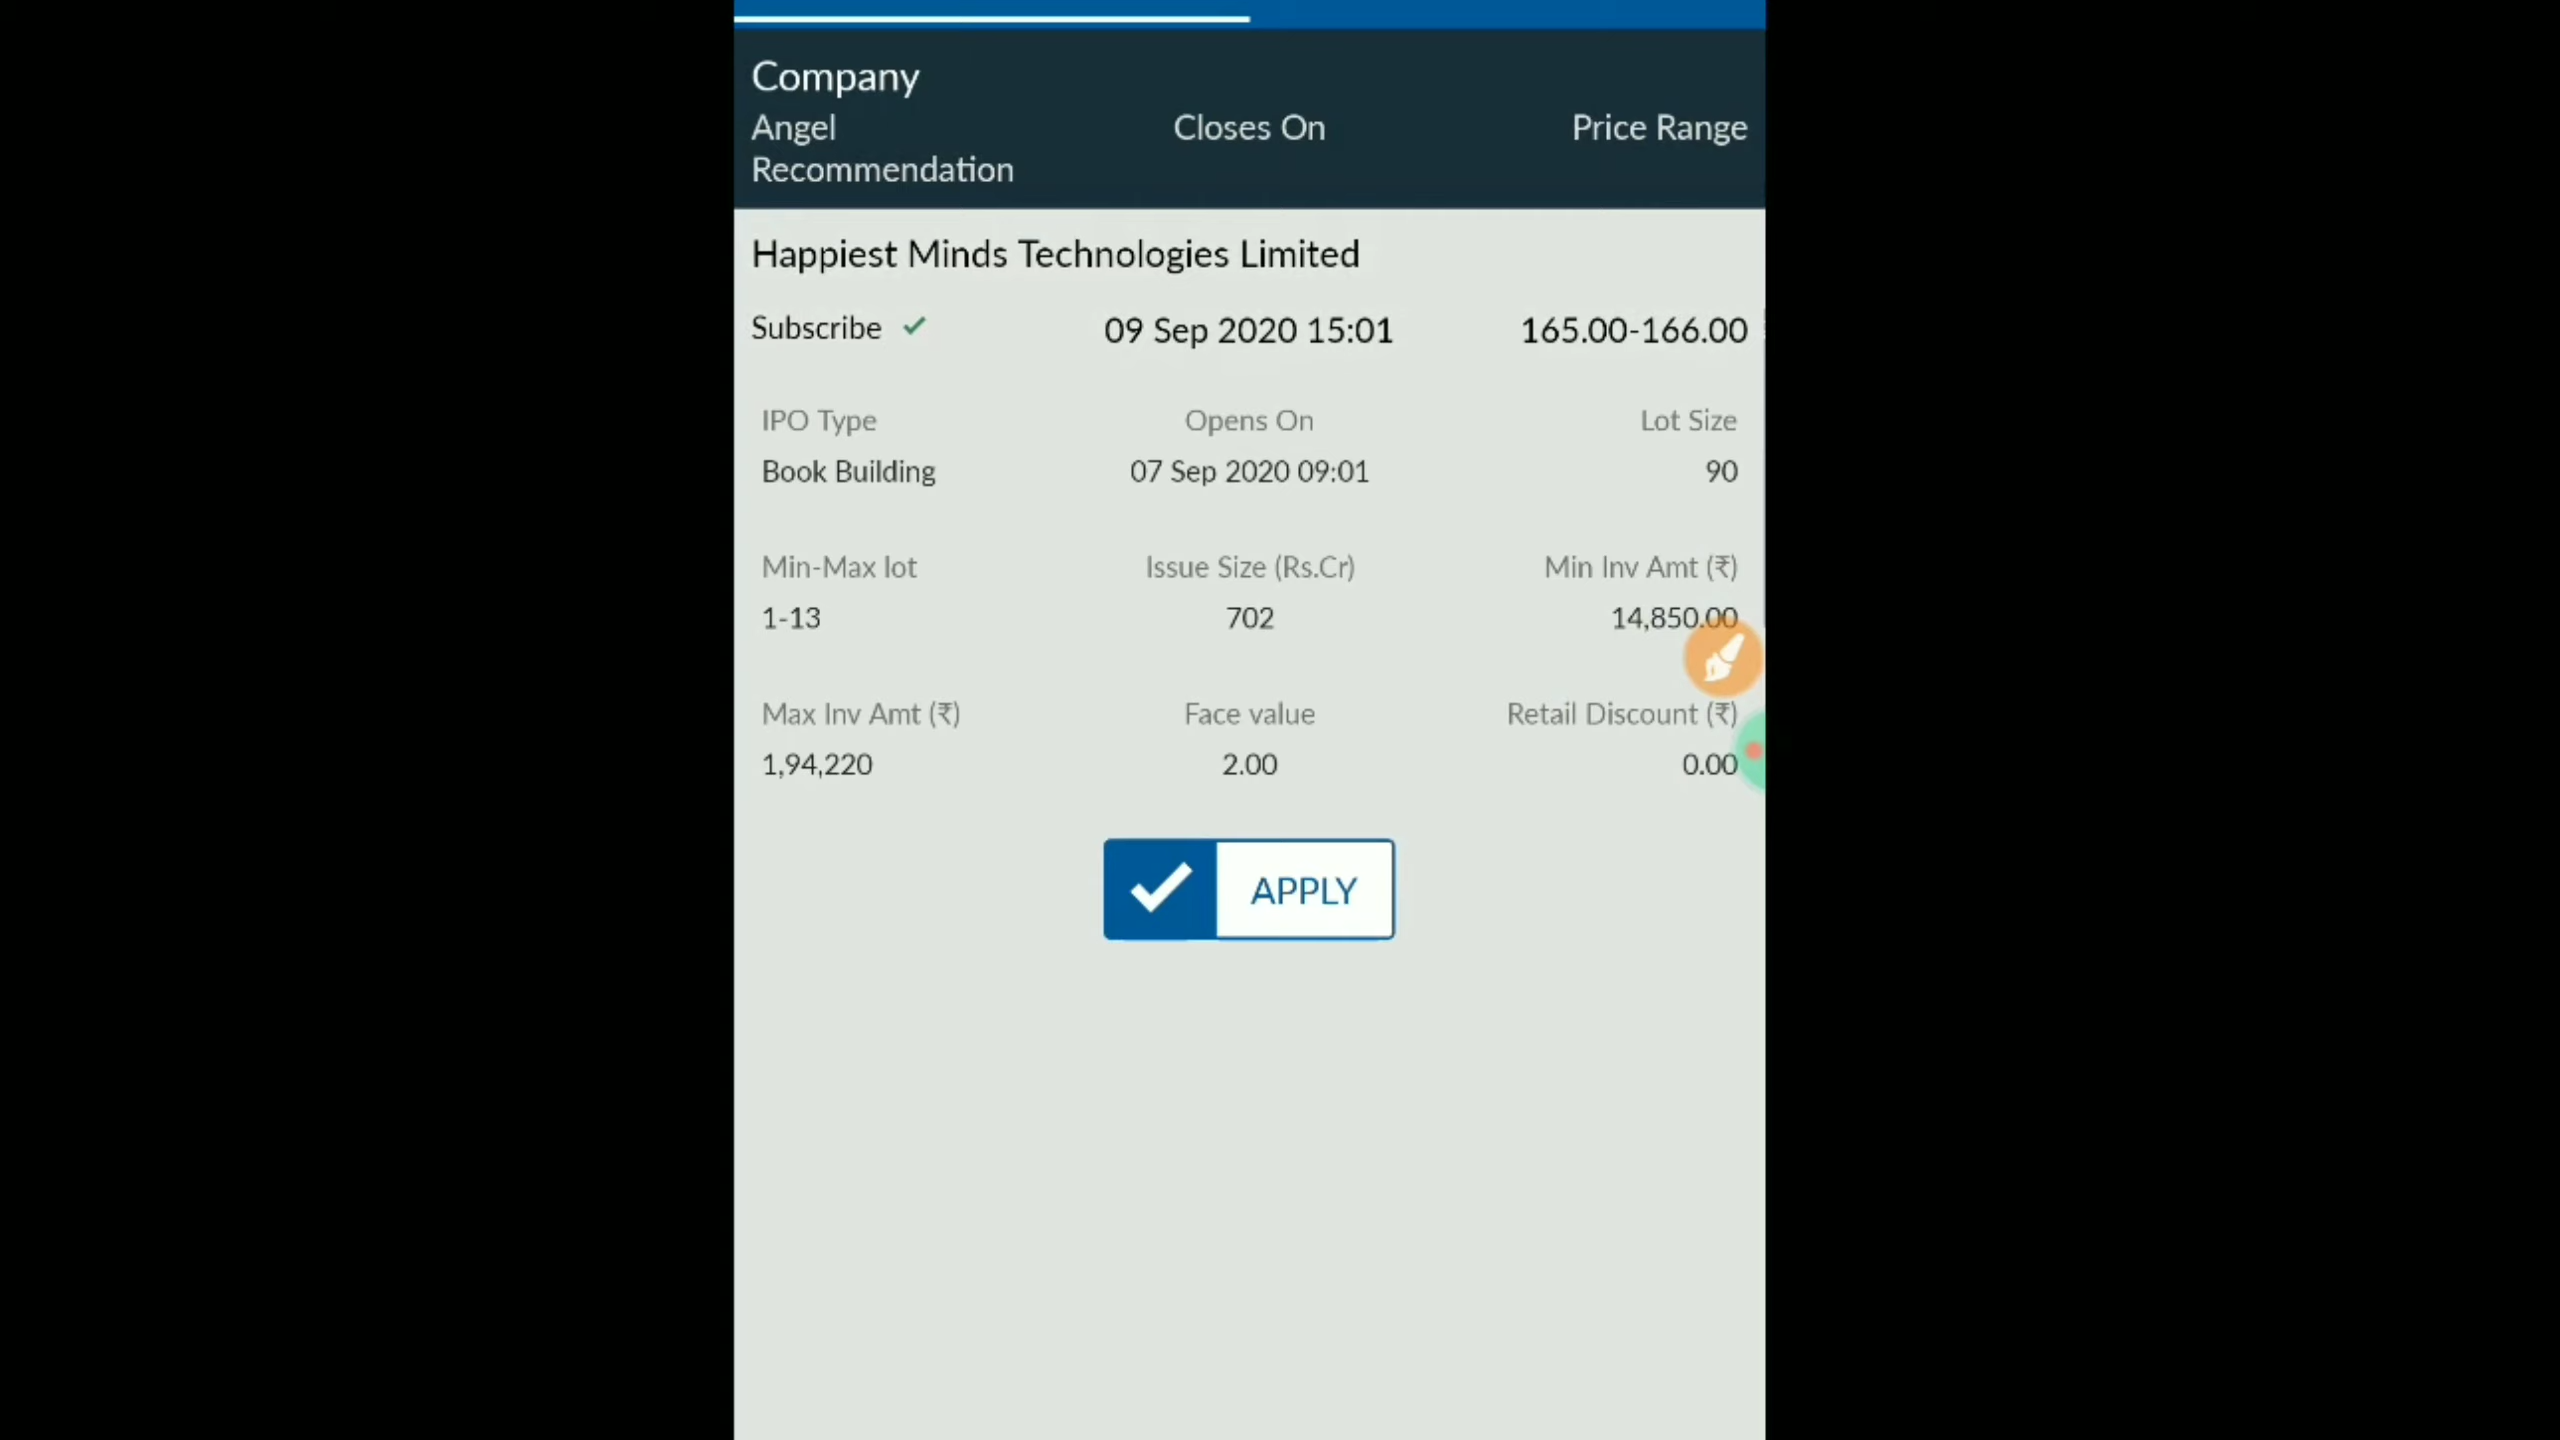 Company
Angel Recommendation
Closes On
Price Range
Happiest Minds Technologies Limited
Subscribe
09 Sep 2020 15:01
165.00-166.00
IPO Type
Opens On
Lot Size
Book Building
07 Sep 2020 09:01
90
Min-Max lot
Issue Size (Rs.Cr)
Min Inv Amt (₹)
1-13
702
14,850.00
Max Inv Amt (₹)
Face value
Retail Discount (₹)
1,94,220
2.00
0.00
APPLY